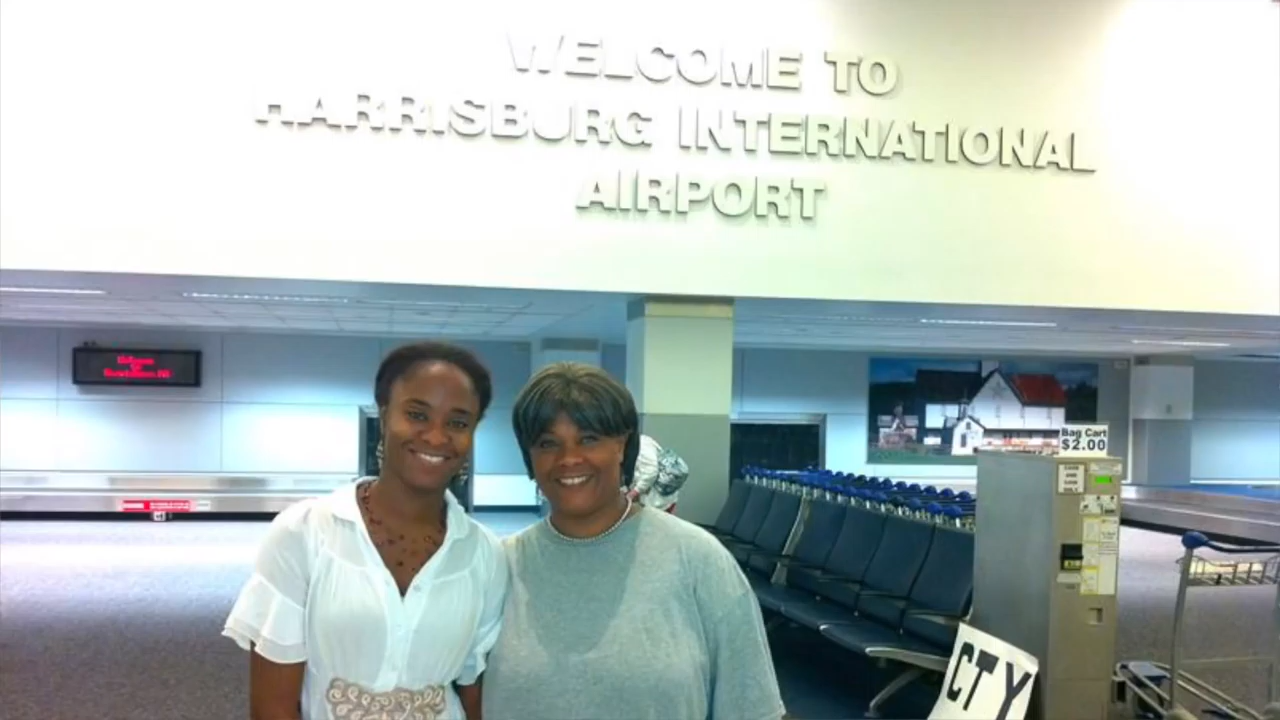 WELCOME TO
HARRISBURG INTERNATIONAL
AIRPORT
Bag Cart
$2.00
CTY